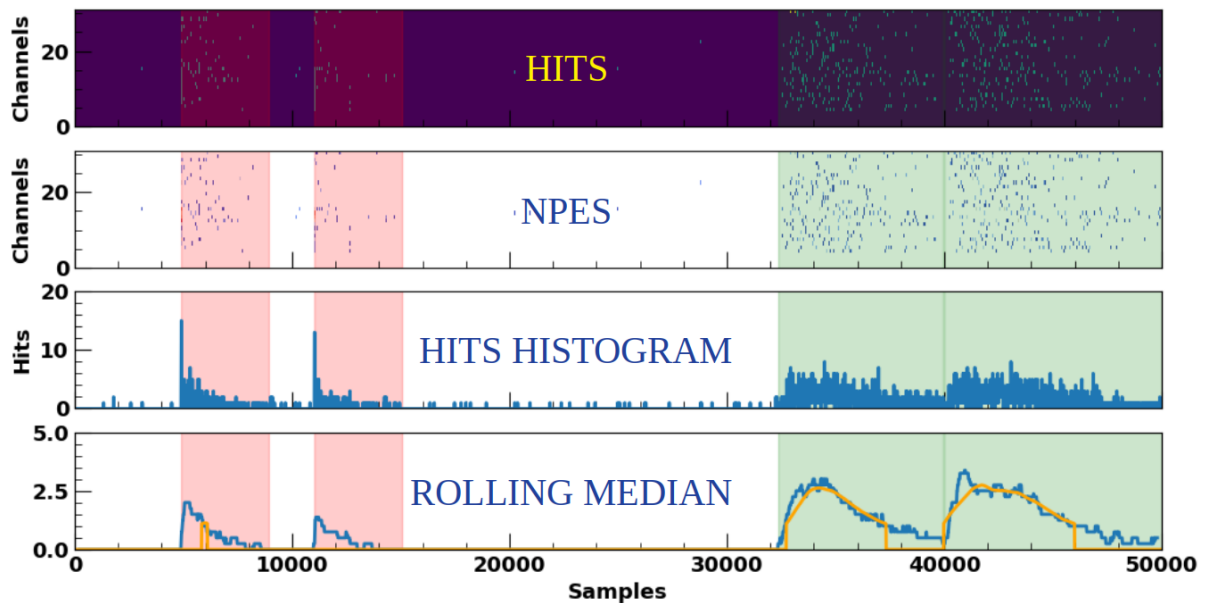 Channels
20
0
HITS
Channels
20
0
NPES
Hits
20
10
0
HITS HISTOGRAM
5.0
2.5
0.0
ROLLING MEDIAN
0 10000 20000 30000 40000 50000
Samples